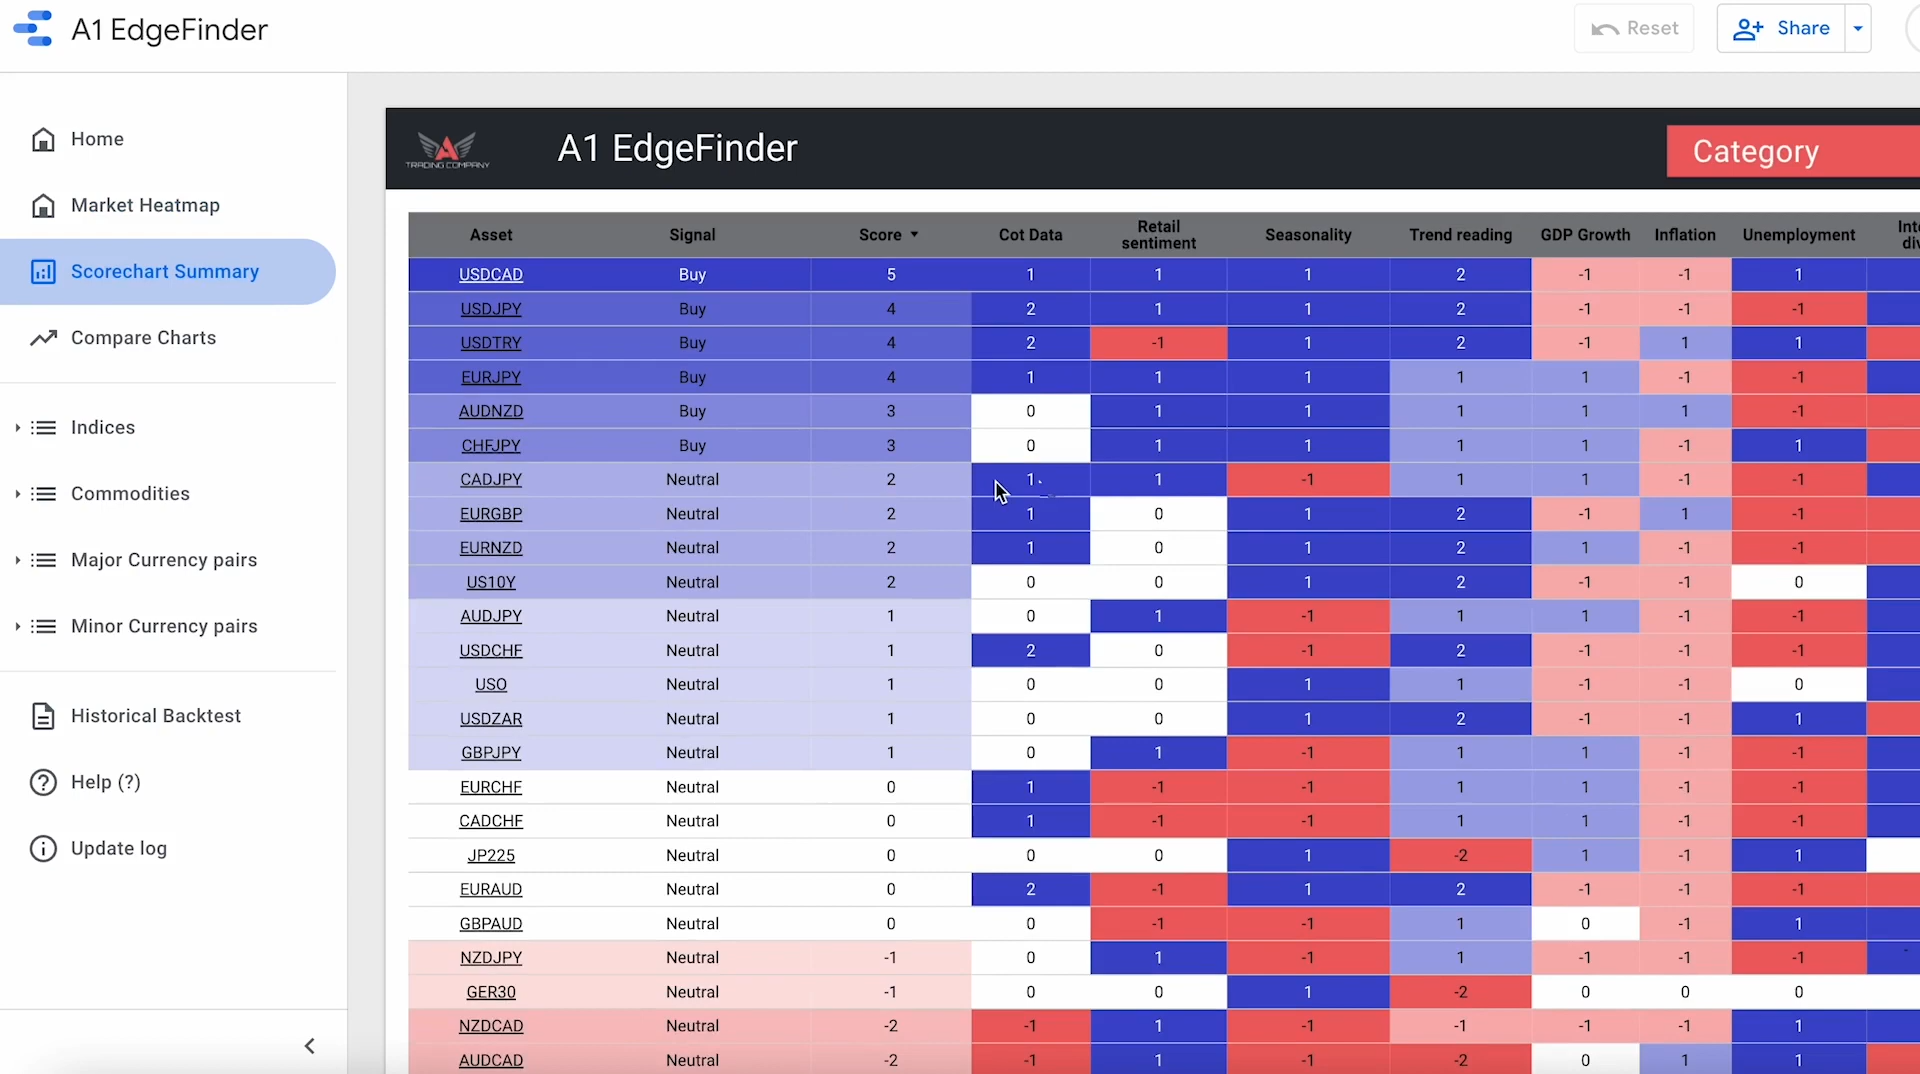 A1 EdgeFinder
Reset
Share
Home
Market Heatmap
Scorechart Summary
Compare Charts
Indices
Commodities
Major Currency pairs
Minor Currency pairs
Historical Backtest
Help (?)
Update log
A
TRADING COMPANY
A1 EdgeFinder
Category
Asset Signal Score Cot Data Retail sentiment Seasonality Trend reading GDP Growth Inflation Unemployment
USDCAD Buy 5 1 1 1 2 -1 -1 1
USDJPY Buy 4 2 1 1 2 -1 -1 -1
USDTRY Buy 4 2 -1 1 2 -1 1 1
EURJPY Buy 4 1 1 1 1 1 -1 -1
AUDNZD Buy 3 0 1 1 1 1 1 -1
CHFJPY Buy 3 0 1 1 1 1 -1 1
CADJPY Neutral 2 1 1 -1 1 1 -1 -1
EURGBP Neutral 2 1 0 1 2 -1 1 -1
EURNZD Neutral 2 1 0 1 2 1 -1 -1
US10Y Neutral 2 0 0 1 2 -1 -1 0
AUDJPY Neutral 1 0 1 -1 1 1 -1 -1
USDCHF Neutral 1 2 0 -1 2 -1 -1 -1
USO Neutral 1 0 0 1 1 -1 -1 0
USDZAR Neutral 1 0 0 1 2 -1 -1 1
GBPJPY Neutral 1 0 1 -1 1 1 -1 -1
EURCHF Neutral 0 1 -1 -1 1 1 -1 -1
CADCHF Neutral 0 1 -1 -1 1 1 -1 -1
JP225 Neutral 0 0 0 1 -2 1 -1 1
EURAUD Neutral 0 2 -1 1 2 -1 -1 -1
GBPAUD Neutral 0 0 -1 -1 1 0 -1 1
NZDJPY Neutral -1 0 1 -1 1 -1 -1 -1
GER30 Neutral -1 0 0 1 -2 0 0 0
NZDCAD Neutral -2 -1 1 -1 -1 -1 -1 1
AUDCAD Neutral -2 -1 1 -1 -2 0 1 1